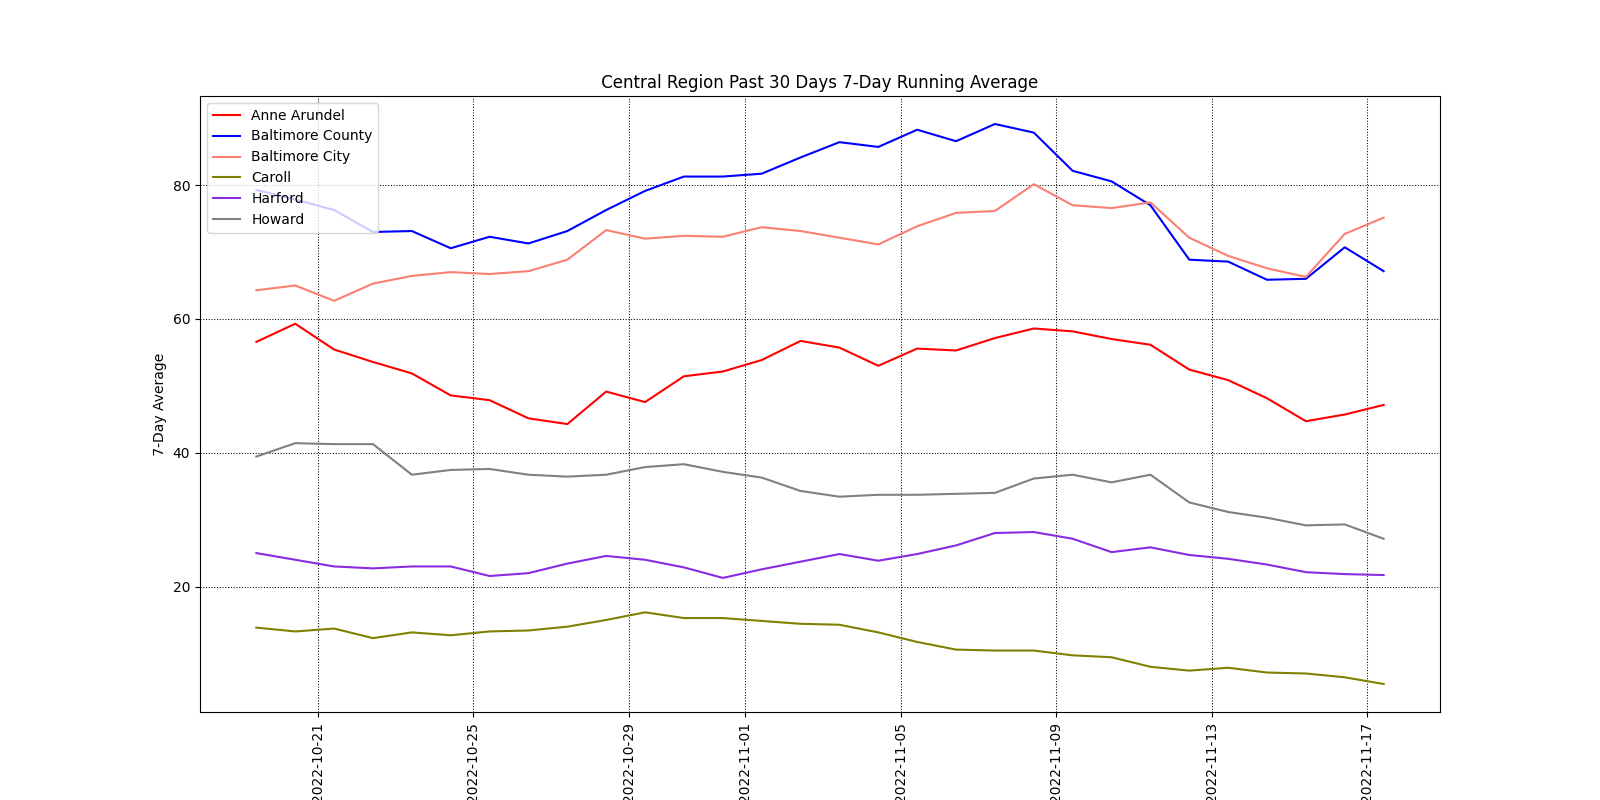 Central Region Past 30 Days 7-Day Running Average
Anne Arundel
Baltimore County
Baltimore City
Caroll
Harford
Howard
7-Day Average
80
60
40
20
2022-10-21
2022-10-25
2022-10-29
2022-11-01
2022-11-05
2022-11-09
2022-11-13
2022-11-17